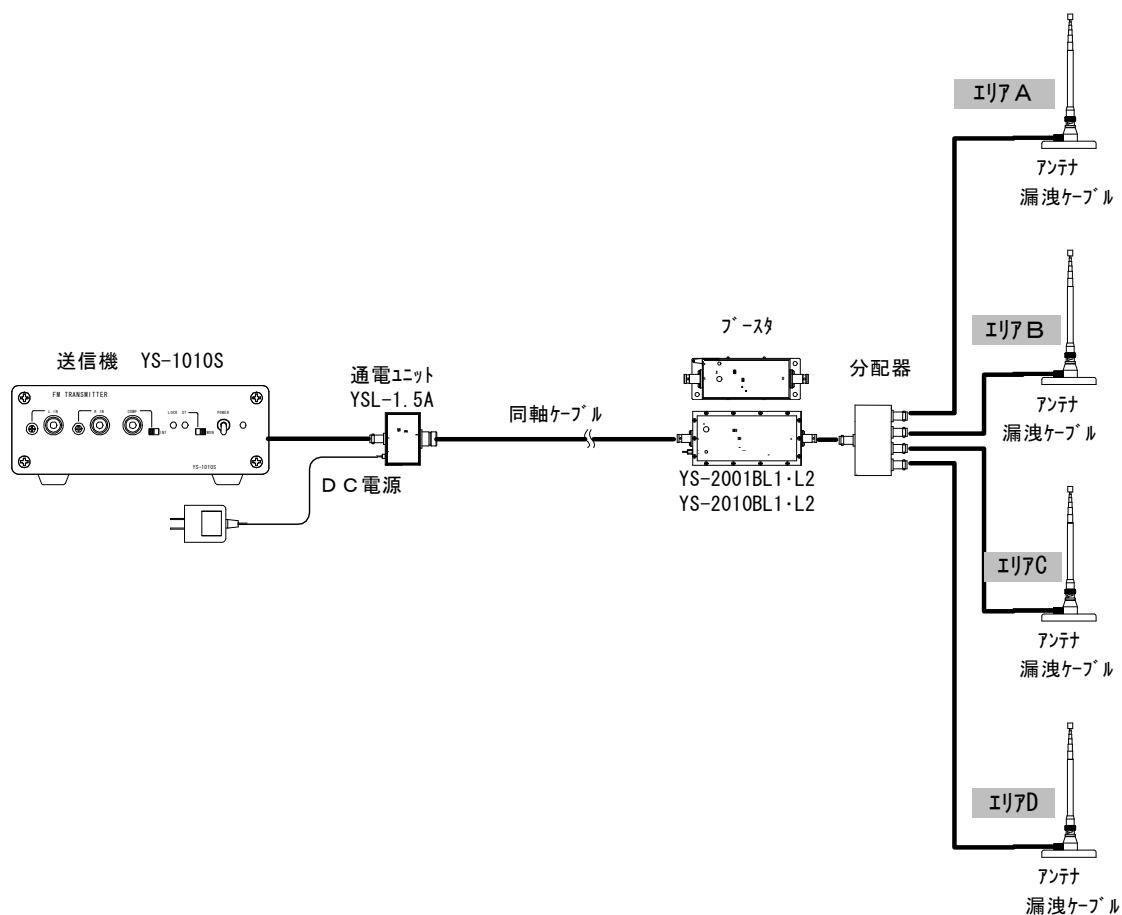 エリアA
アンテナ
漏洩ケーブル
エリアB
アンテナ
漏洩ケーブル
ブースタ
送信機 YS-1010S
通電ユニット
YSL-1.5A
分配器
同軸ケーブル
FM TRANSMITTER
L IN R IN COMP LOCK ST POWER
YS-1010S
DC電源
YS-2001BL1·L2
YS-2010BL1·L2
エリアC
アンテナ
漏洩ケーブル
エリアD
アンテナ
漏洩ケーブル